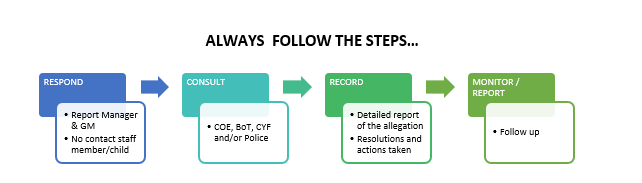 ALWAYS  FOLLOW THE STEPS...
RESPOND
• Report Manager
& GM
• No contact staff
member/child
CONSULT
• COE, BoT, CYF
and/or Police
RECORD
• Detailed report
of the allegation
• Resolutions and
actions taken
MONITOR /
REPORT
• Follow up